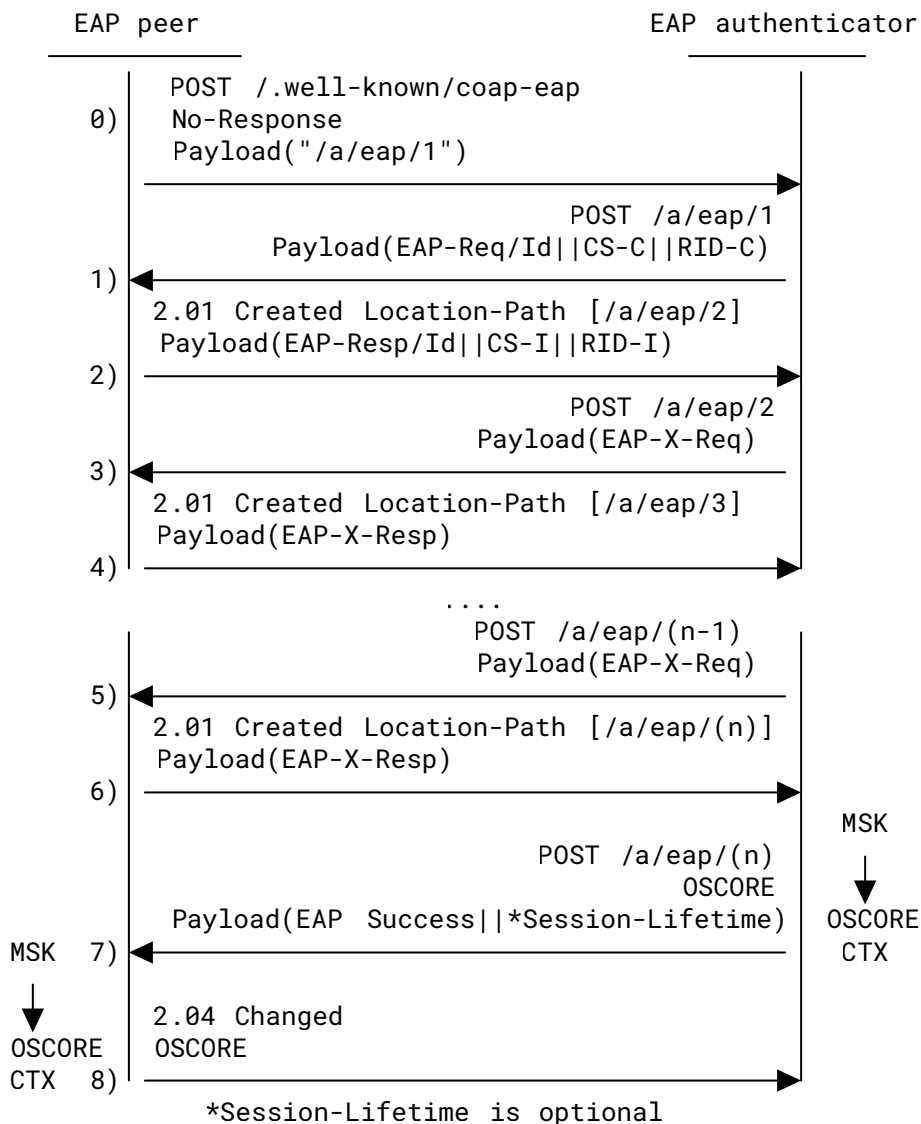 EAP peer EAP authenticator
POST /.well-known/coap-eap
0) No-Response
Payload("/a/eap/1")
POST /a/eap/1
Payload(EAP-Req/Id||CS-C||RID-C)
1)
2.01 Created Location-Path [/a/eap/2]
Payload(EAP-Resp/Id||CS-I||RID-I)
2)
POST /a/eap/2
Payload(EAP-X-Req)
3)
2.01 Created Location-Path [/a/eap/3]
Payload(EAP-X-Resp)
4)
....
POST /a/eap/(n-1)
Payload(EAP-X-Req)
5)
2.01 Created Location-Path [/a/eap/(n)]
Payload(EAP-X-Resp)
6)
MSK
POST /a/eap/(n)
OSCORE
Payload(EAP Success||*Session-Lifetime) OSCORE
MSK 7) CTX
2.04 Changed
OSCORE OSCORE
CTX 8)
*Session-Lifetime is optional